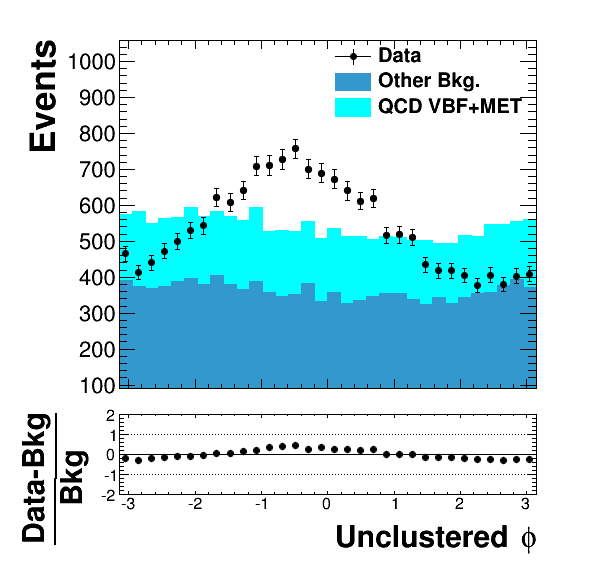 Events
1000
900
800
700
600
500
400
300
200
100
Data
Other Bkg.
QCD VBF+MET
Data-Bkg
Bkg
2
1
0
-1
-2
-3 -2 -1 0 1 2 3
Unclustered ϕ